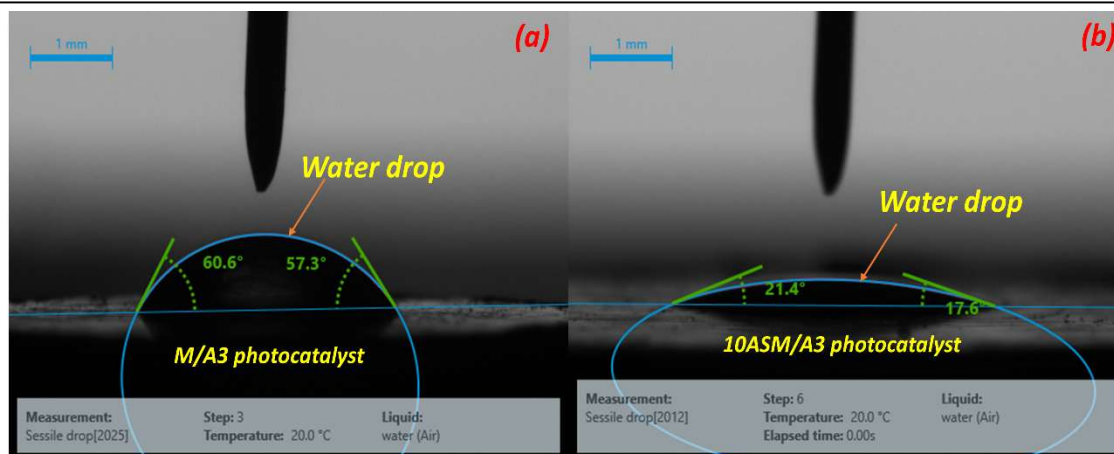 1 mm
(a)
Water drop
60.6°
57.3°
M/A3 photocatalyst
Measurement:
Sessile drop[2025]
Step: 3
Temperature: 20.0 °C
Liquid:
water (Air)
1 mm
(b)
Water drop
21.4°
17.6°
10ASM/A3 photocatalyst
Measurement:
Sessile drop[2012]
Step: 6
Temperature: 20.0 °C
Elapsed time: 0.00s
Liquid:
water (Air)